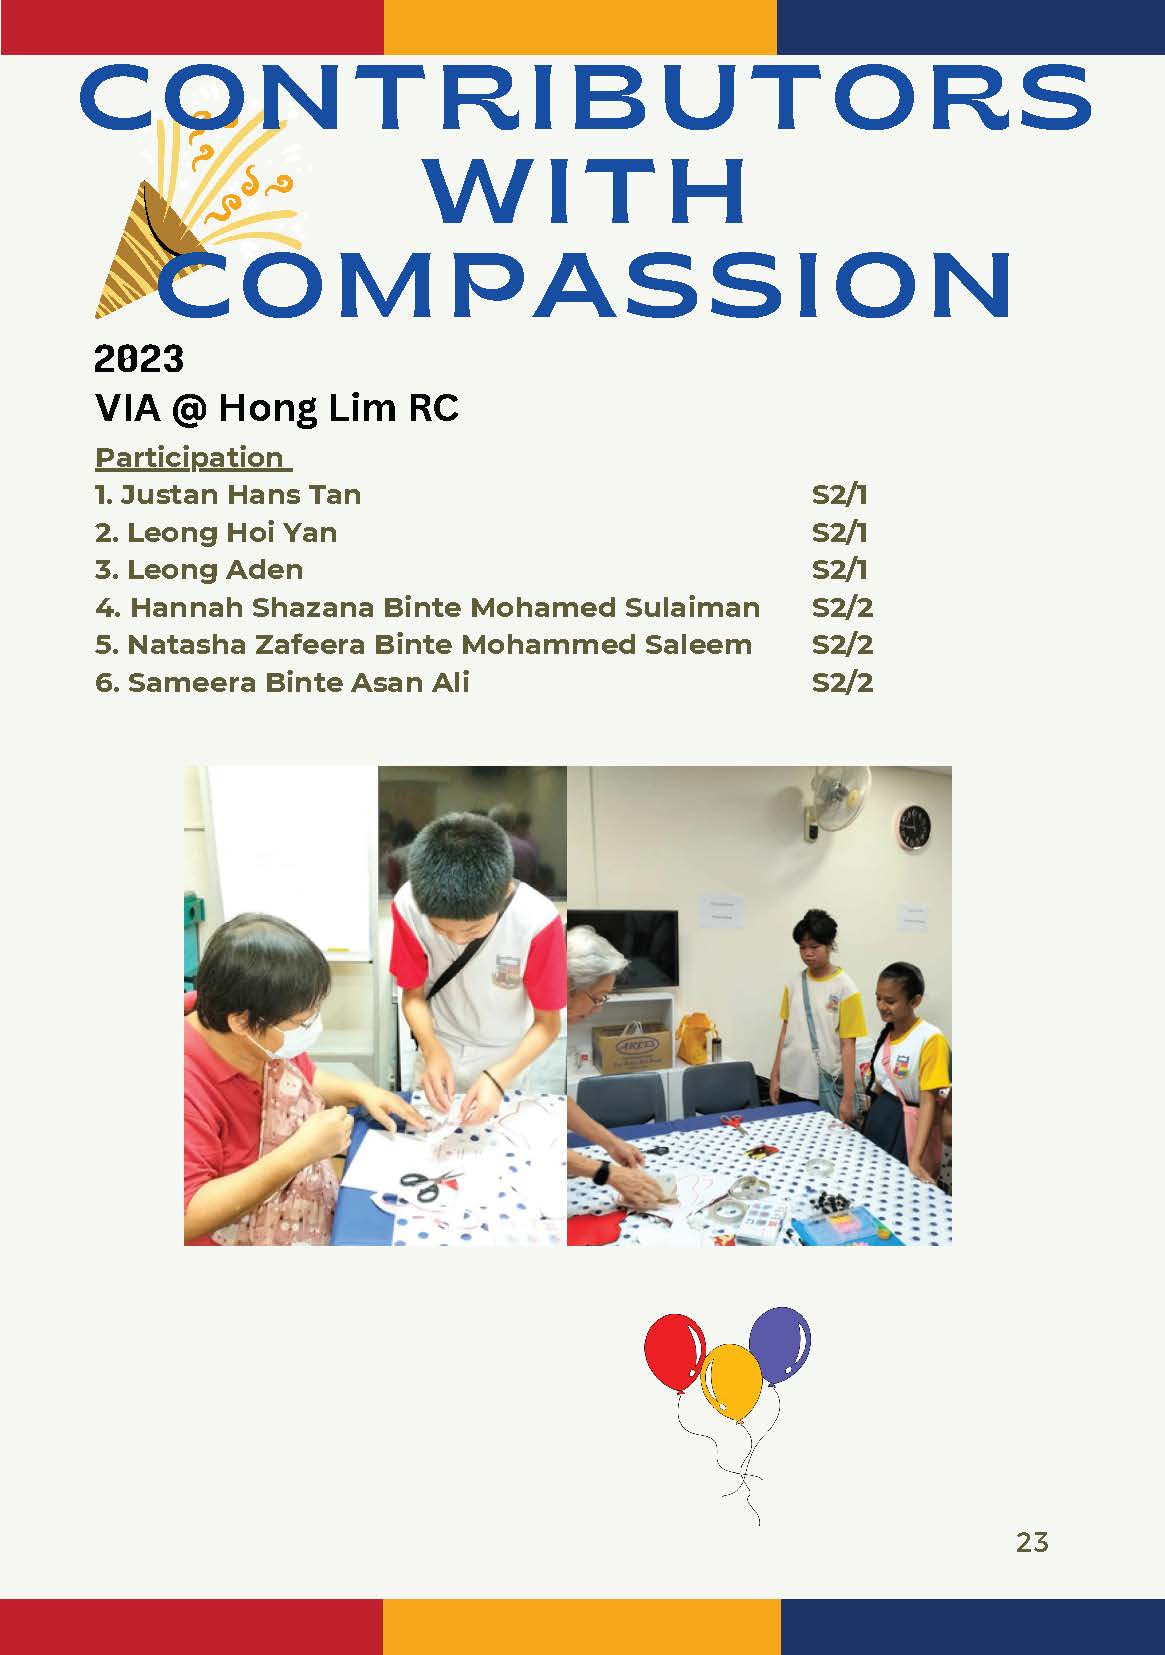 CONTRIBUTORS
WITH
COMPASSION
2023
VIA @ Hong Lim RC
Participation
1. Justan Hans Tan S2/1
2. Leong Hoi Yan S2/1
3. Leong Aden S2/1
4. Hannah Shazana Binte Mohamed Sulaiman S2/2
5. Natasha Zafeera Binte Mohammed Saleem S2/2
6. Sameera Binte Asan Ali S2/2
23